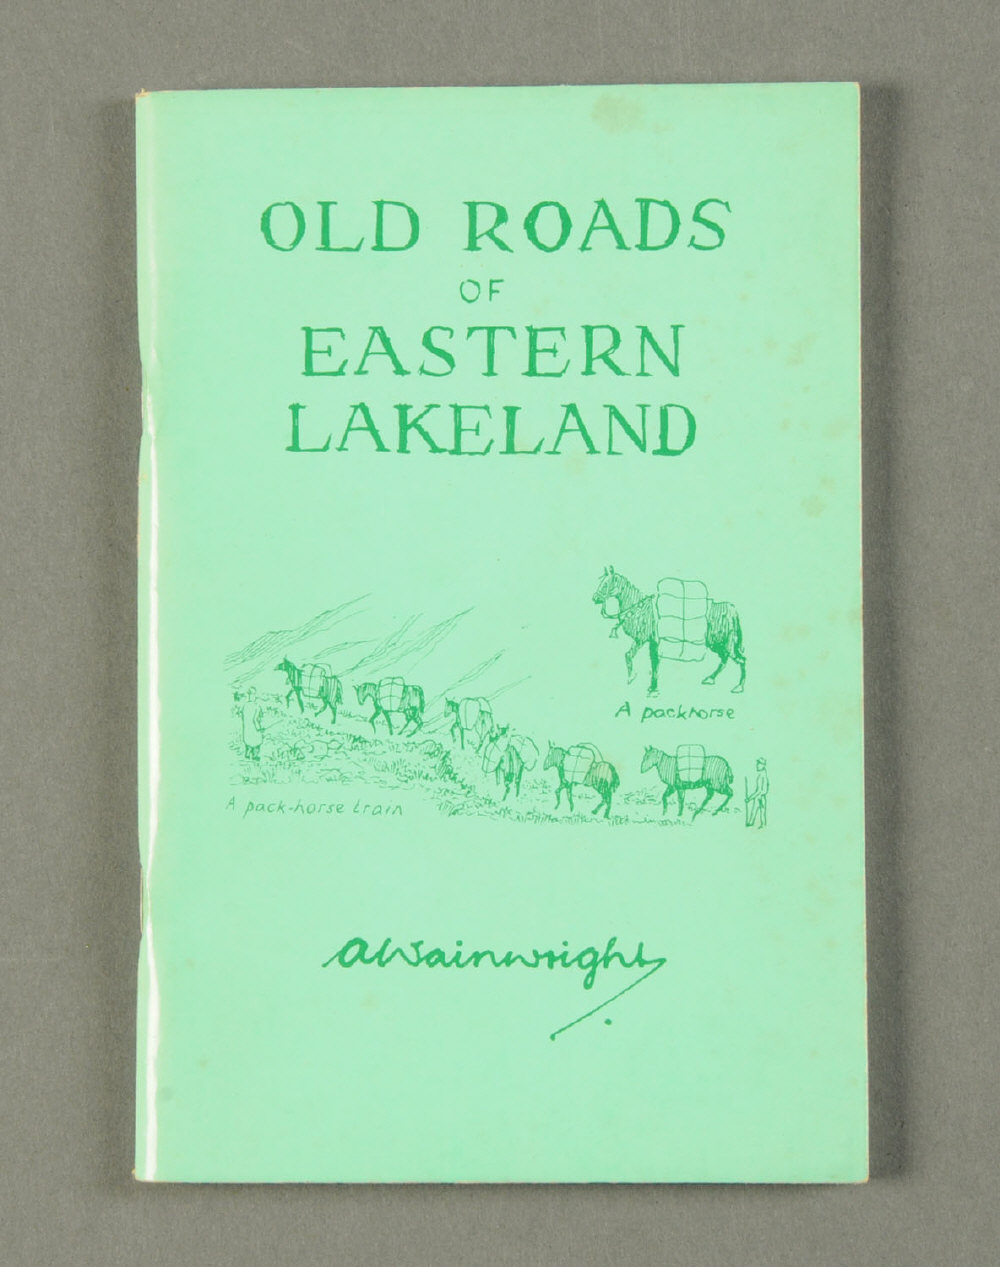 OLD ROADS
OF
EASTERN
LAKELAND
A packhorse
A pack-horse train
AWainwright